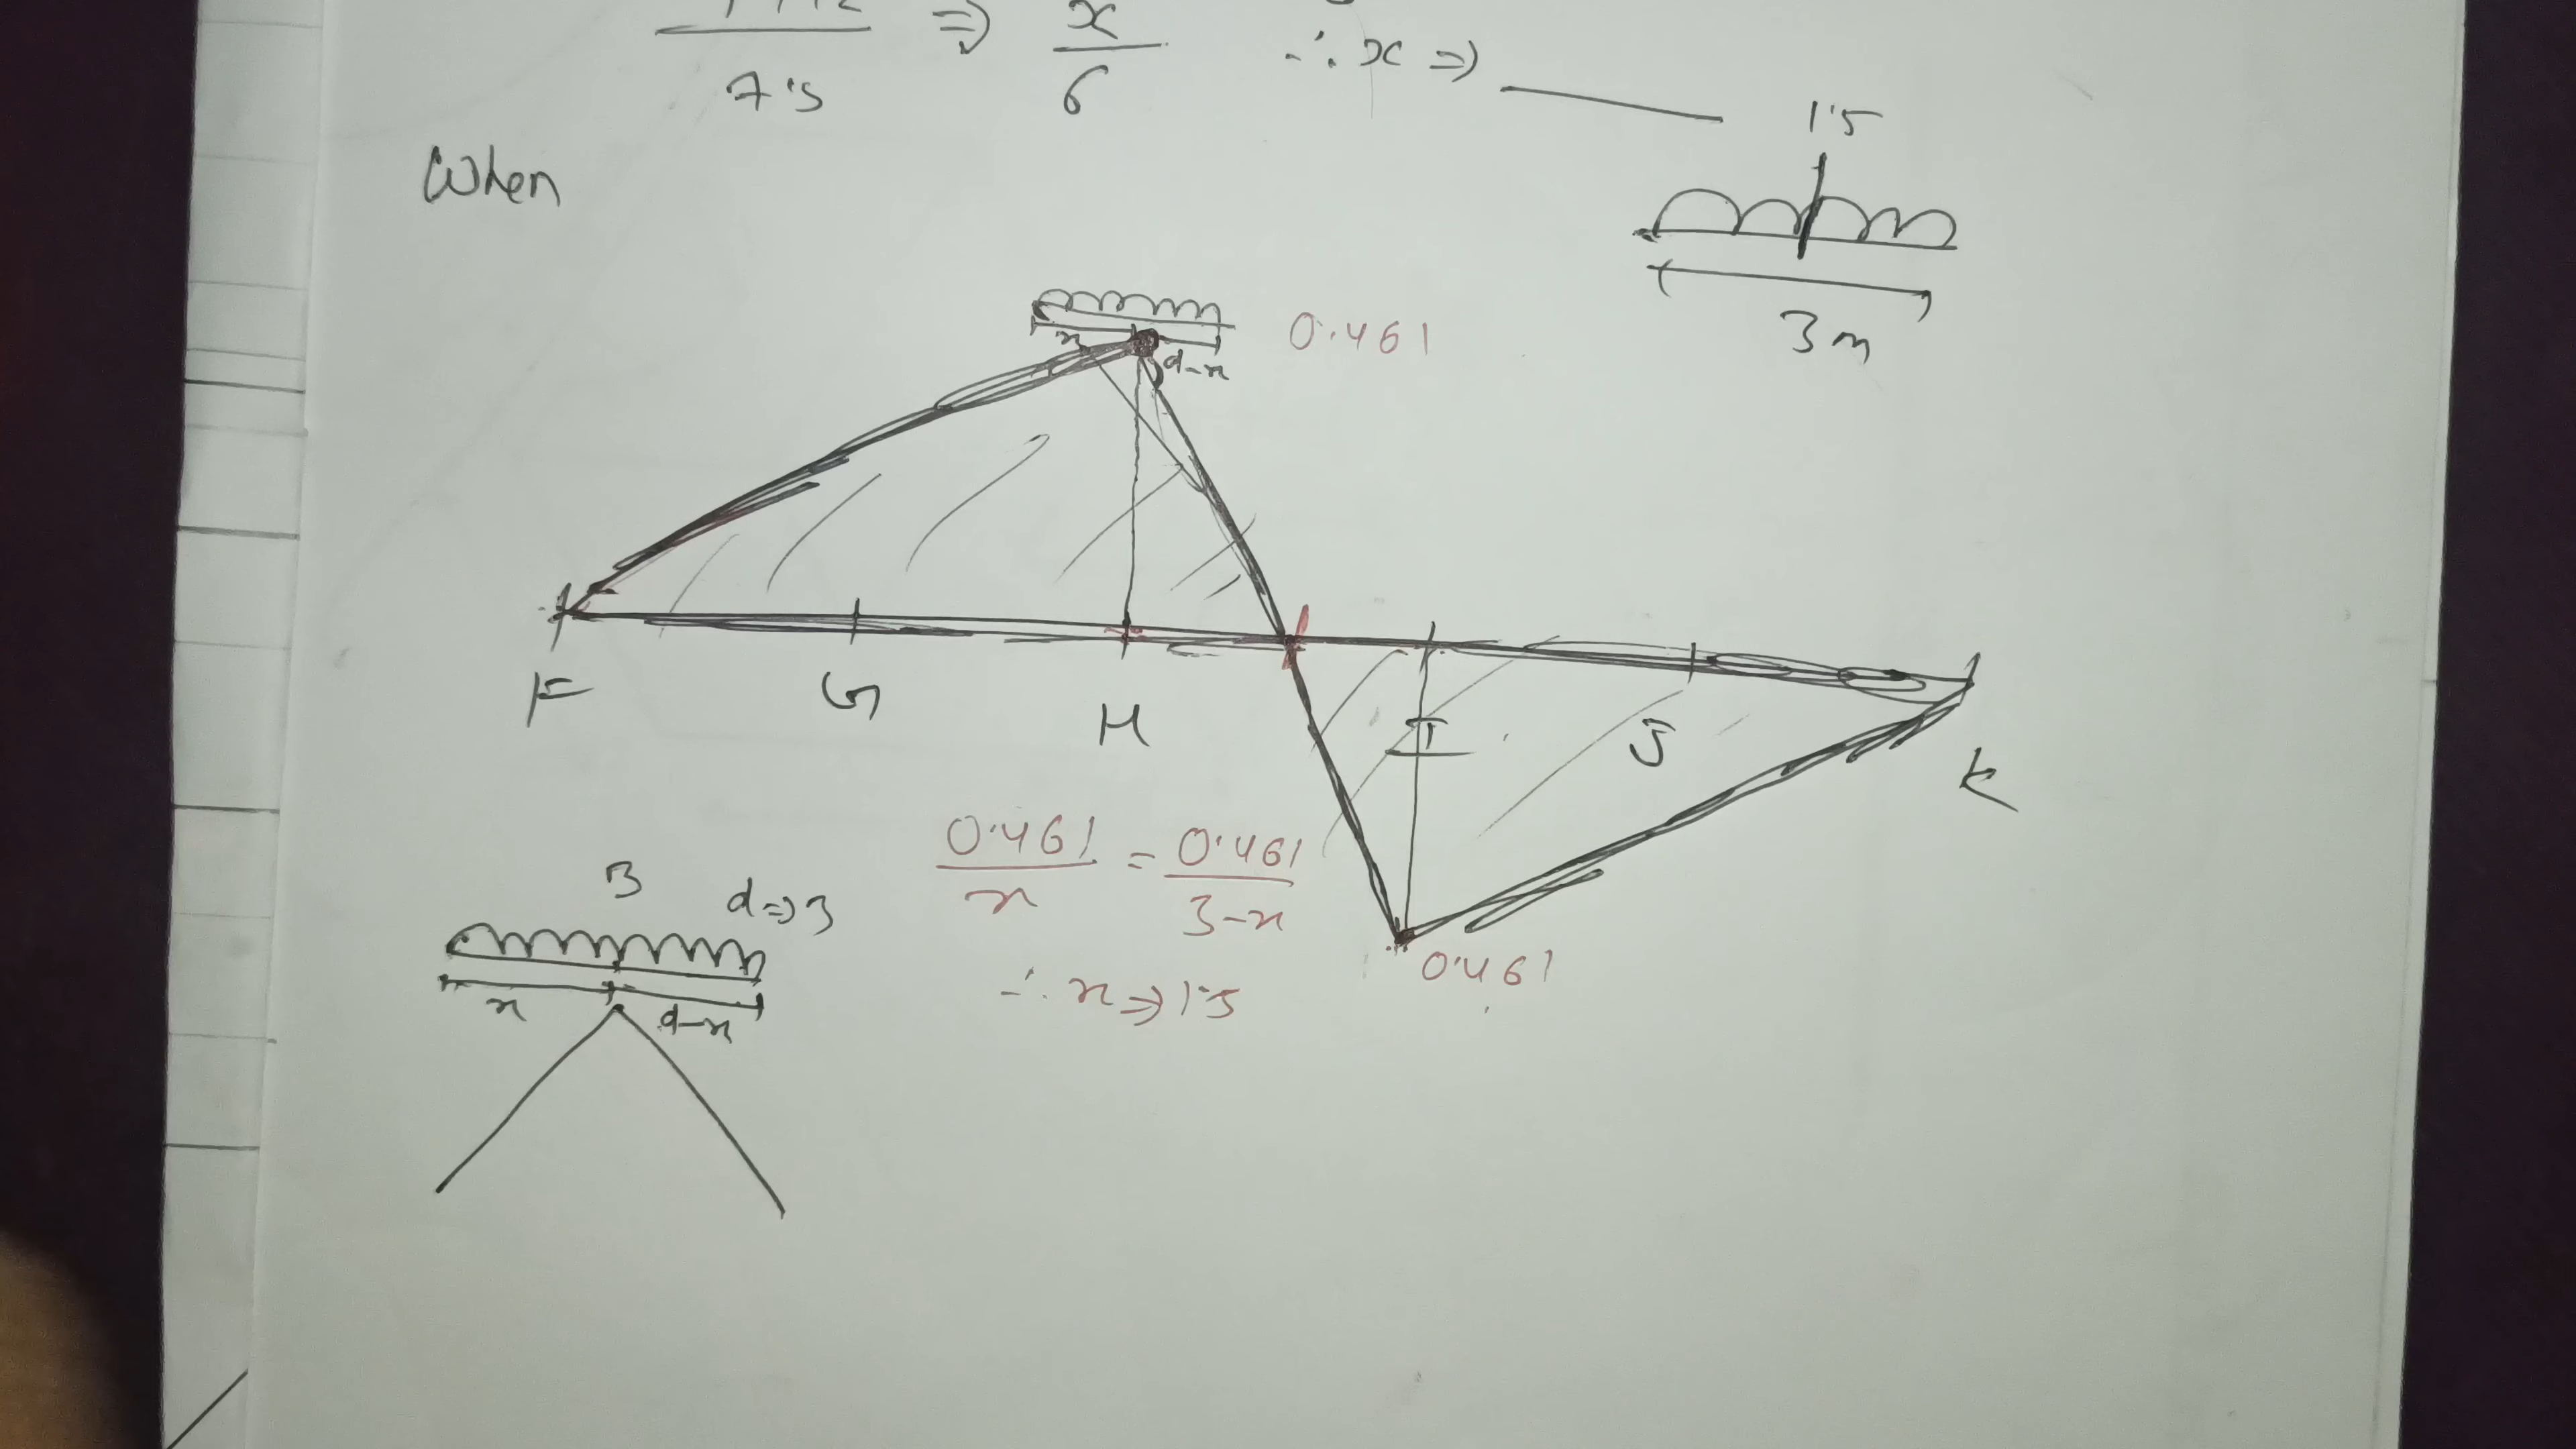 7.5 ⇒ x/6 ∴ x ⇒
1.5
When
3m
0.461
x d-x
F G H I J K
0.461/x = 0.461/3-x
3 d⇒3
0.461
x d-x
∴ x ⇒ 1.5